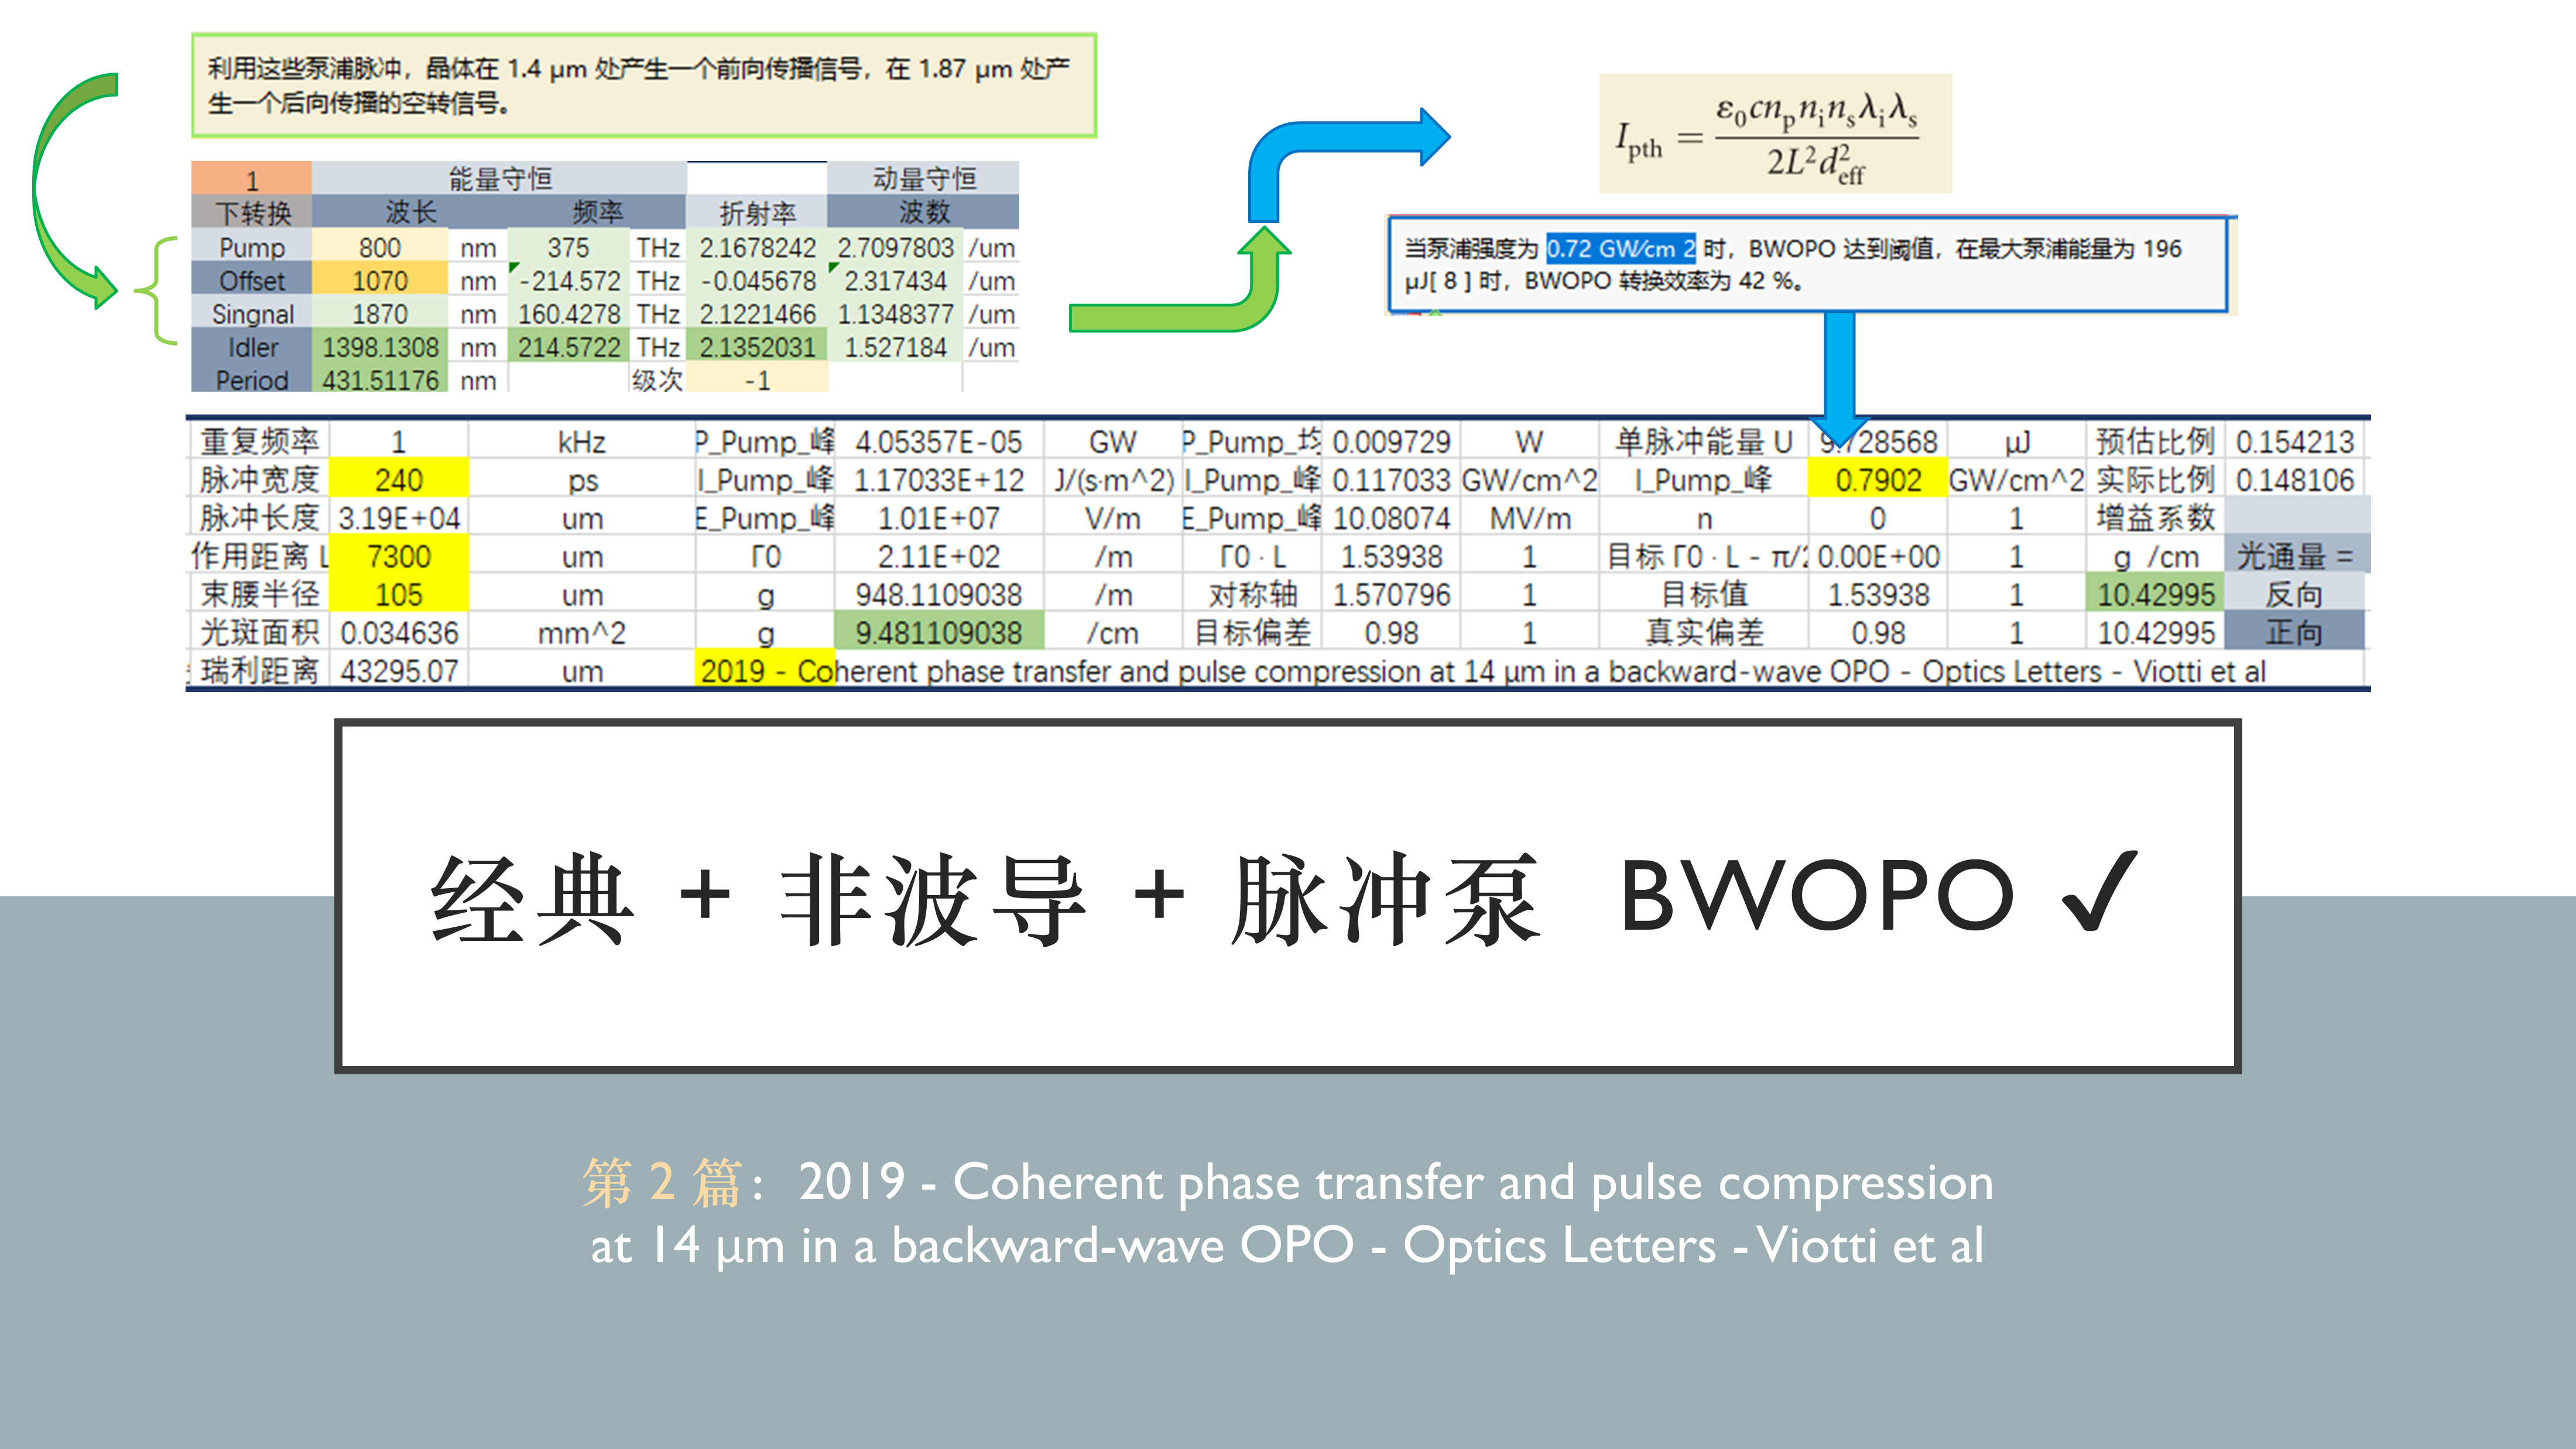 利用这些泵浦脉冲，晶体在 1.4 μm 处产生一个前向传播信号，在 1.87 μm 处产
生一个后向传播的空转信号。
1 能量守恒 动量守恒
下转换 波长 频率 折射率 波数
Pump 800 nm 375 THz 2.1678242 2.7097803 /um
Offset 1070 nm -214.572 THz -0.045678 2.317434 /um
Singnal 1870 nm 160.4278 THz 2.1221466 1.1348377 /um
Idler 1398.1308 nm 214.5722 THz 2.1352031 1.527184 /um
Period 431.51176 nm 级次 -1
I_pth = ε₀cn_pn_in_sλ_iλ_s / 2L²d²_eff
当泵浦强度为 0.72 GW/cm 2 时，BWOPO 达到阈值，在最大泵浦能量为 196
μJ[ 8 ] 时，BWOPO 转换效率为 42 %。
重复频率 1 kHz P_Pump_峰 4.05357E-05 GW P_Pump_均 0.009729 W 单脉冲能量 U 9.728568 μJ 预估比例 0.154213
脉冲宽度 240 ps I_Pump_峰 1.17033E+12 J/(s·m^2) I_Pump_峰 0.117033 GW/cm^2 I_Pump_峰 0.7902 GW/cm^2 实际比例 0.148106
脉冲长度 3.19E+04 um E_Pump_峰 1.01E+07 V/m E_Pump_峰 10.08074 MV/m n 0 1 增益系数
作用距离 L 7300 um Γ0 2.11E+02 /m Γ0 · L 1.53938 1 目标 Γ0 · L - π/2 0.00E+00 1 g /cm 光通量 =
束腰半径 105 um g 948.1109038 /m 对称轴 1.570796 1 目标值 1.53938 1 10.42995 反向
光斑面积 0.034636 mm^2 g 9.481109038 /cm 目标偏差 0.98 1 真实偏差 0.98 1 10.42995 正向
瑞利距离 43295.07 um 2019 - Coherent phase transfer and pulse compression at 14 μm in a backward-wave OPO - Optics Letters - Viotti et al
经典 + 非波导 + 脉冲泵 BWOPO ✓
第 2 篇：2019 - Coherent phase transfer and pulse compression
at 14 μm in a backward-wave OPO - Optics Letters - Viotti et al